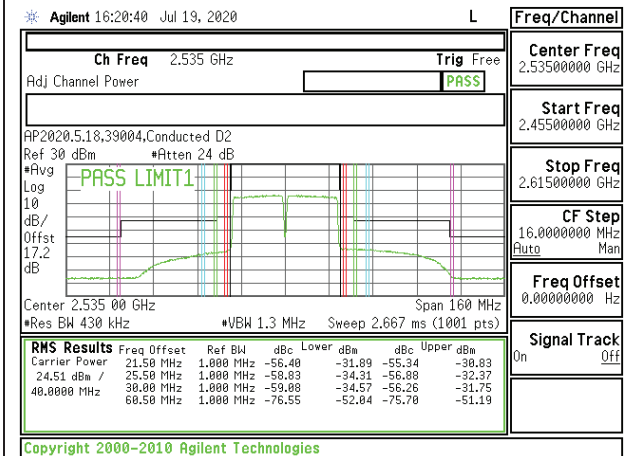 Agilent 16:20:40 Jul 19, 2020 L
Freq/Channel
Ch Freq 2.535 GHz Trig Free
Adj Channel Power PASS
Center Freq
2.53500000 GHz
Start Freq
2.45500000 GHz
Stop Freq
2.61500000 GHz
CF Step
16.0000000 MHz
Auto Man
Freq Offset
0.00000000 Hz
Signal Track
On Off
AP2020.5.18,39004,Conducted D2
Ref 30 dBm #Atten 24 dB
#Avg
Log
10
dB/
Offst
17.2
dB
PASS LIMIT1
Center 2.535 00 GHz Span 160 MHz
#Res BW 430 kHz #VBW 1.3 MHz Sweep 2.667 ms (1001 pts)
RMS Results Freq Offset Ref BW dBc Lower dBm dBc Upper dBm
Carrier Power 21.50 MHz 1.000 MHz -56.40 -31.89 -55.34 -30.83
24.51 dBm / 25.50 MHz 1.000 MHz -58.83 -34.31 -56.88 -32.37
40.0000 MHz 30.00 MHz 1.000 MHz -59.08 -34.57 -56.26 -31.75
60.50 MHz 1.000 MHz -76.55 -52.04 -75.70 -51.19
Copyright 2000-2010 Agilent Technologies